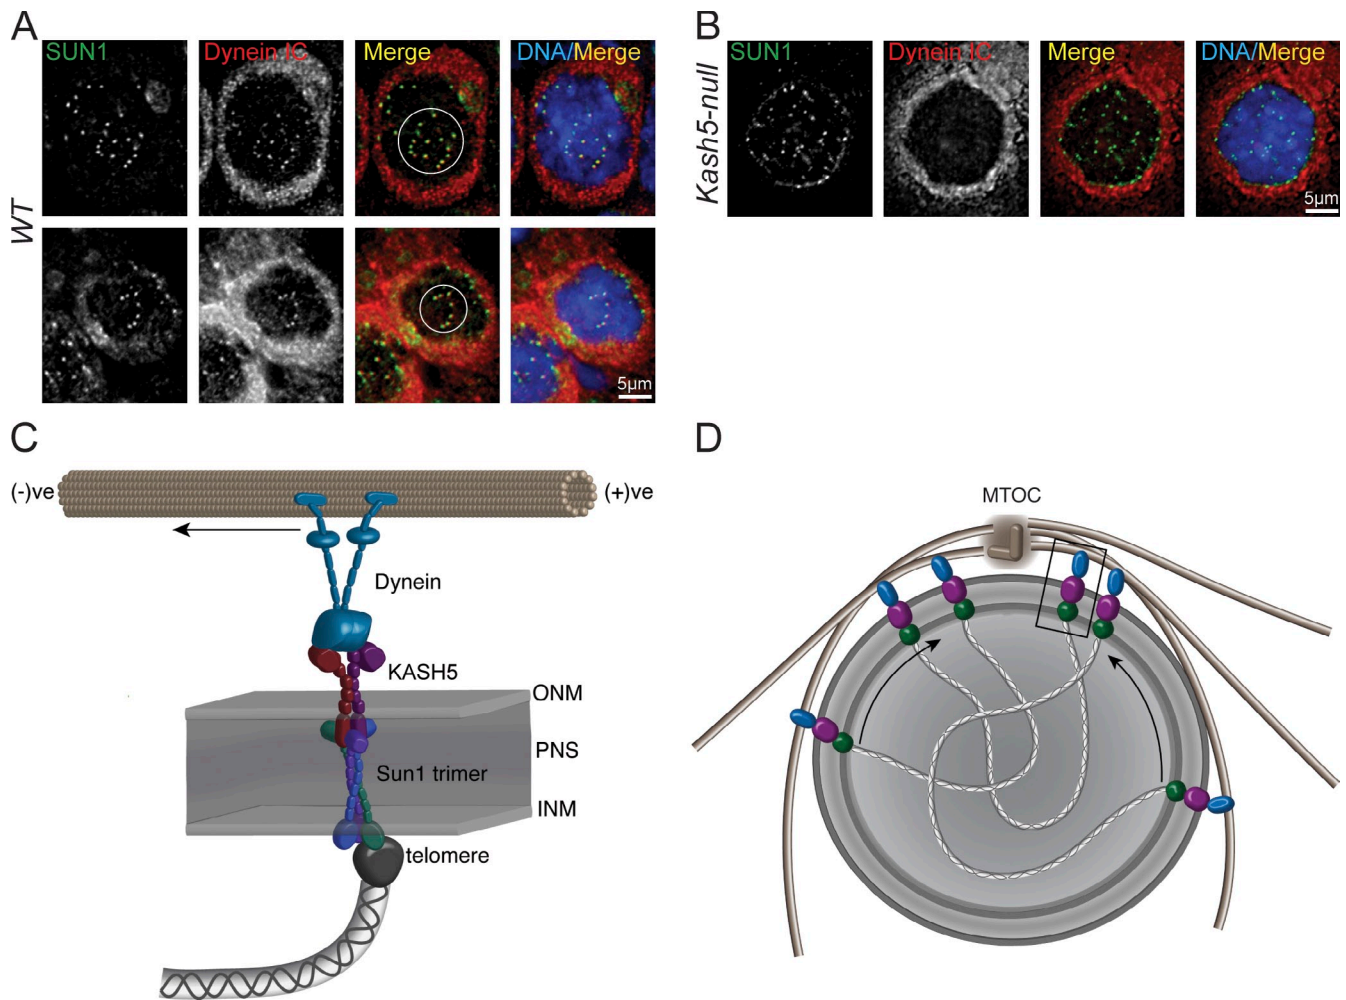 A
SUN1 Dynein IC Merge DNA/Merge
WT
5µm
B
SUN1 Dynein IC Merge DNA/Merge
Kash5-null
5µm
C
(-)ve (+)ve
Dynein
KASH5
ONM
PNS
Sun1 trimer
INM
telomere
D
MTOC